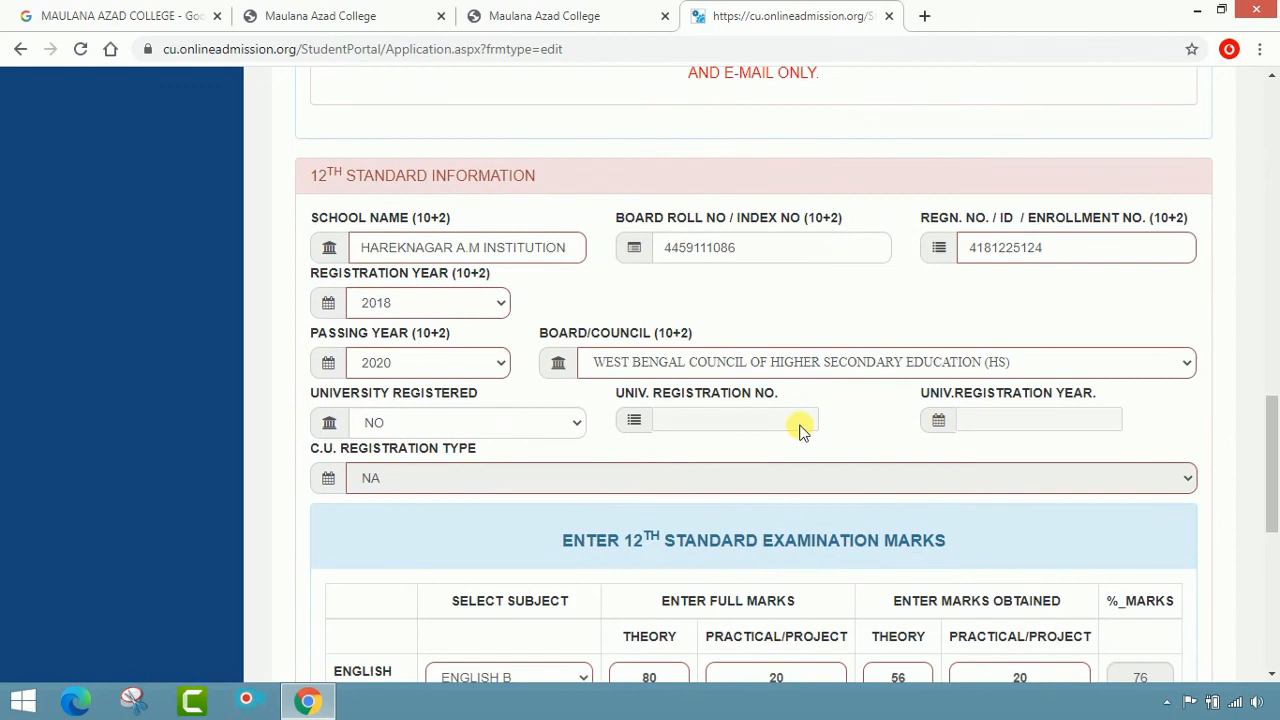 MAULANA AZAD COLLEGE - Goo
Maulana Azad College
Maulana Azad College
https://cu.onlineadmission.org/S
cu.onlineadmission.org/StudentPortal/Application.aspx?frmtype=edit
AND E-MAIL ONLY.
12TH STANDARD INFORMATION
SCHOOL NAME (10+2) BOARD ROLL NO / INDEX NO (10+2) REGN. NO. / ID / ENROLLMENT NO. (10+2)
HAREKNAGAR A.M INSTITUTION 4459111086 4181225124
REGISTRATION YEAR (10+2)
2018
PASSING YEAR (10+2) BOARD/COUNCIL (10+2)
2020 WEST BENGAL COUNCIL OF HIGHER SECONDARY EDUCATION (HS)
UNIVERSITY REGISTERED UNIV. REGISTRATION NO. UNIV.REGISTRATION YEAR.
NO
C.U. REGISTRATION TYPE
NA
ENTER 12TH STANDARD EXAMINATION MARKS
SELECT SUBJECT ENTER FULL MARKS ENTER MARKS OBTAINED %_MARKS
THEORY PRACTICAL/PROJECT THEORY PRACTICAL/PROJECT
ENGLISH ENGLISH B 80 20 56 20 76